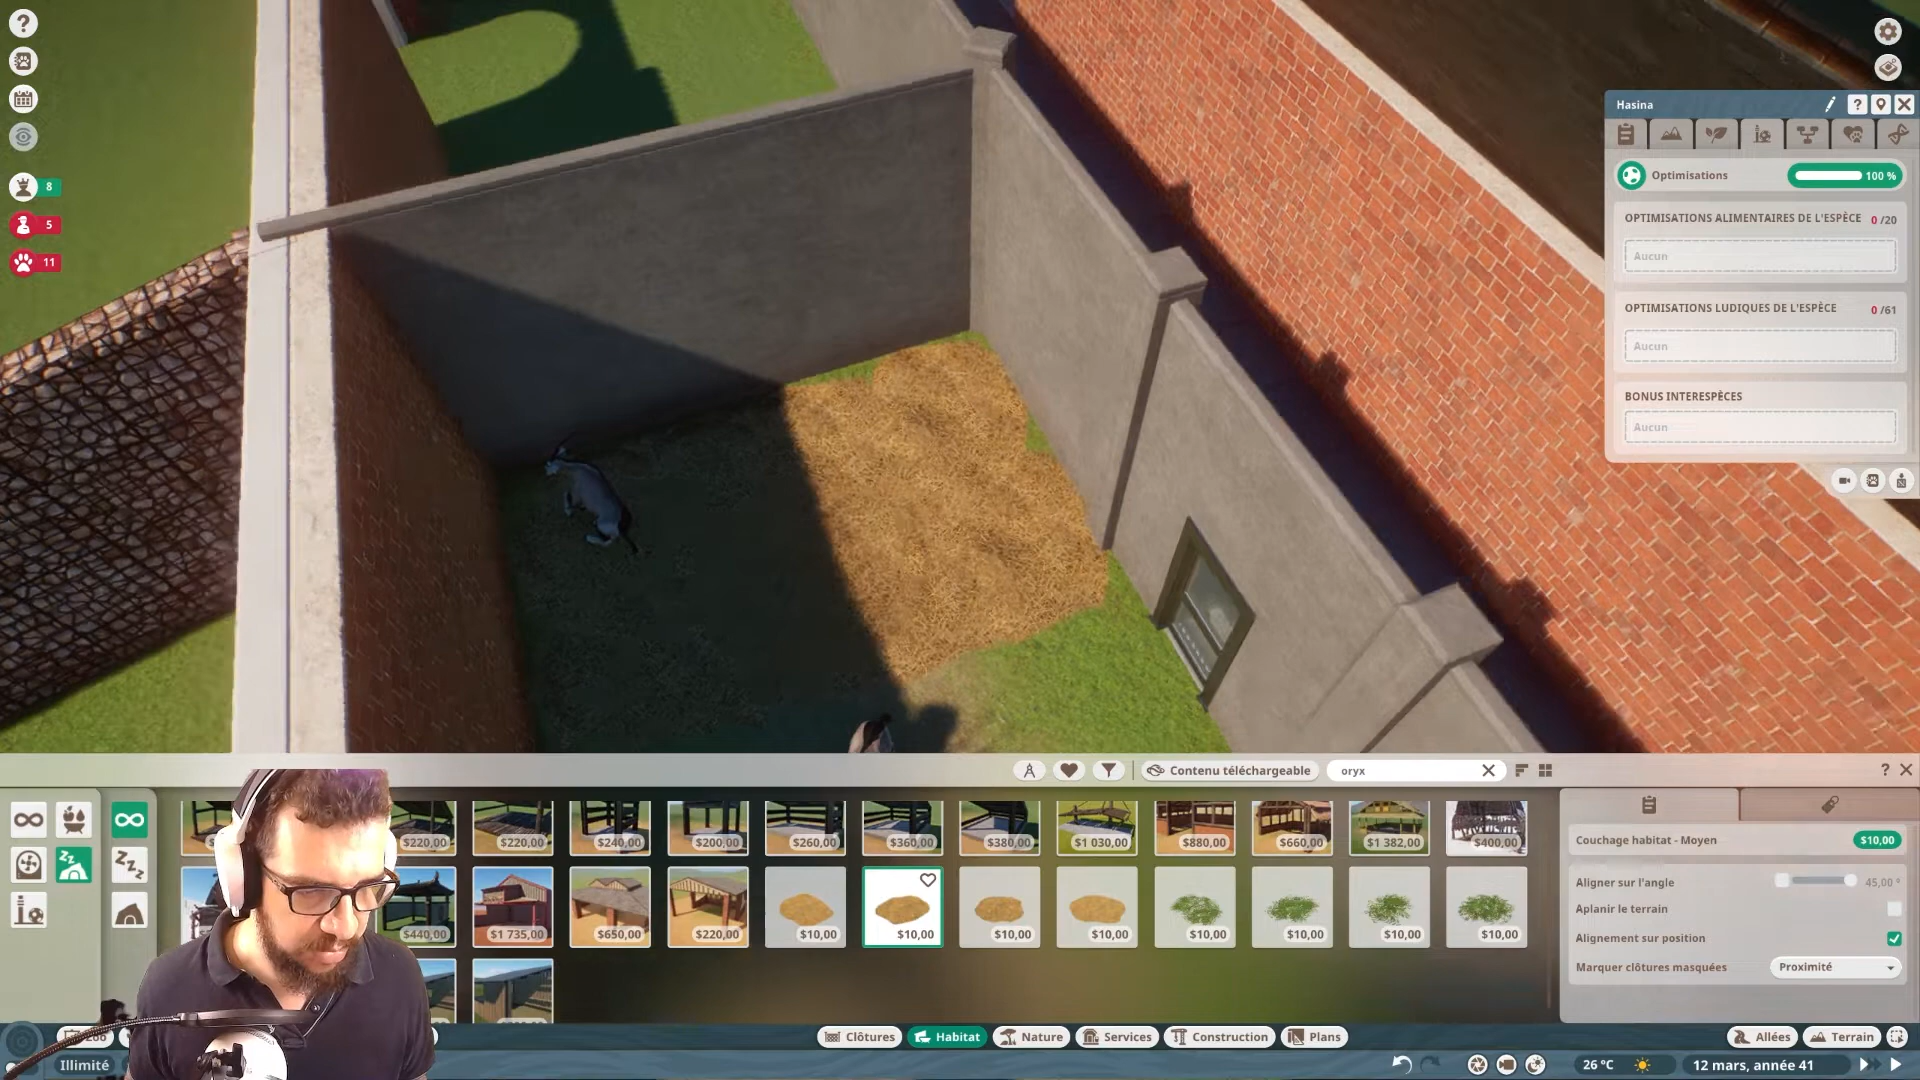 8
5
11
Hasina
Optimisations 100 %
OPTIMISATIONS ALIMENTAIRES DE L'ESPÈCE 0 /20
Aucun
OPTIMISATIONS LUDIQUES DE L'ESPÈCE 0 /61
Aucun
BONUS INTERESPÈCES
Aucun
Contenu téléchargeable
oryx
$220,00
$220,00
$240,00
$200,00
$260,00
$360,00
$380,00
$1 030,00
$880,00
$660,00
$1 382,00
$400,00
$440,00
$1 735,00
$650,00
$220,00
$10,00
$10,00
$10,00
$10,00
$10,00
$10,00
$10,00
$10,00
Couchage habitat - Moyen $10,00
Aligner sur l'angle 45,00 °
Aplanir le terrain
Alignement sur position
Marquer clôtures masquées Proximité
Clôtures
Habitat
Nature
Services
Construction
Plans
Allées
Terrain
Illimité
26 °C
12 mars, année 41